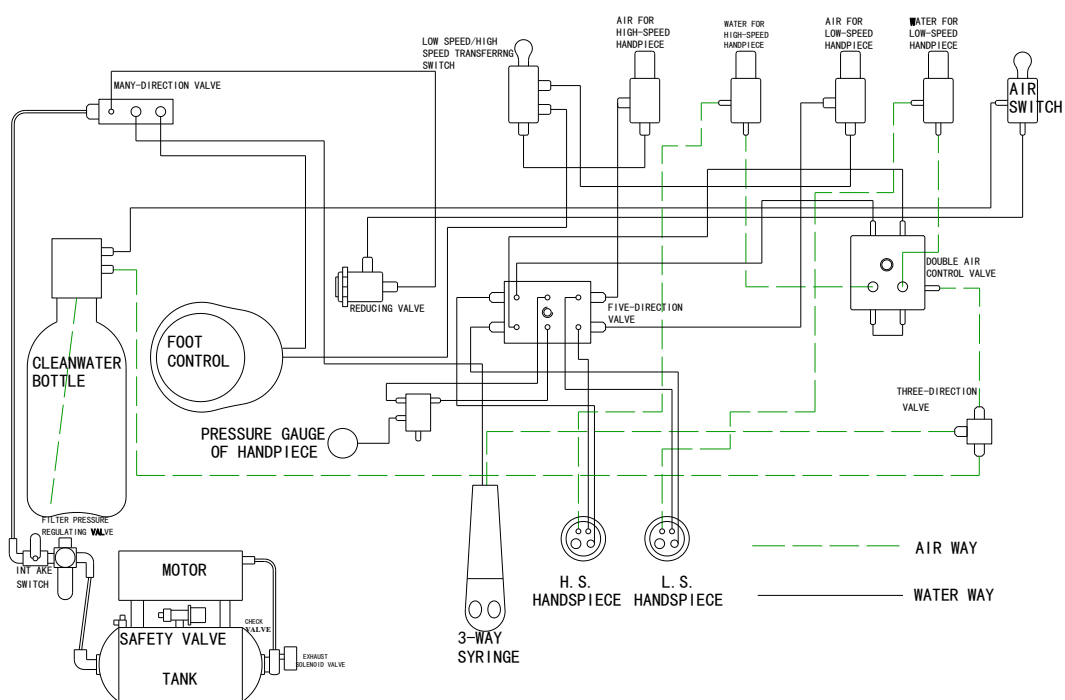 AIR FOR
HIGH-SPEED
HANDPIECE
WATER FOR
HIGH-SPEED
HANDPIECE
AIR FOR
LOW-SPEED
HANDPIECE
WATER FOR
LOW-SPEED
HANDPIECE
LOW SPEED/HIGH
SPEED TRANSFERRNG
SWITCH
MANY-DIRECTION VALVE
AIR
SWITCH
DOUBLE AIR
CONTROL VALVE
REDUCING VALVE
FIVE-DIRECTION
VALVE
FOOT
CONTROL
CLEANWATER
BOTTLE
THREE-DIRECTION
VALVE
PRESSURE GAUGE
OF HANDPIECE
FILTER PRESSURE
REGULATING VALVE
INT AKE
SWITCH
MOTOR
SAFETY VALVE
CHECK
VALVE
EXHAUST
SOLENOID VALVE
TANK
3-WAY
SYRINGE
H.S.
HANDSPIECE
L.S.
HANDSPIECE
AIR WAY
WATER WAY